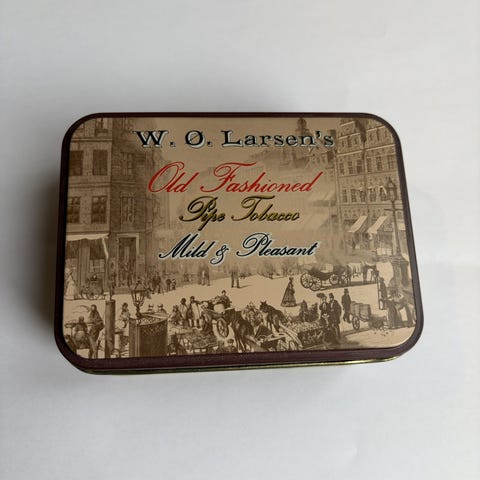 W. Ø. Larsen's
Old Fashioned
Pipe Tobacco
Mild & Pleasant